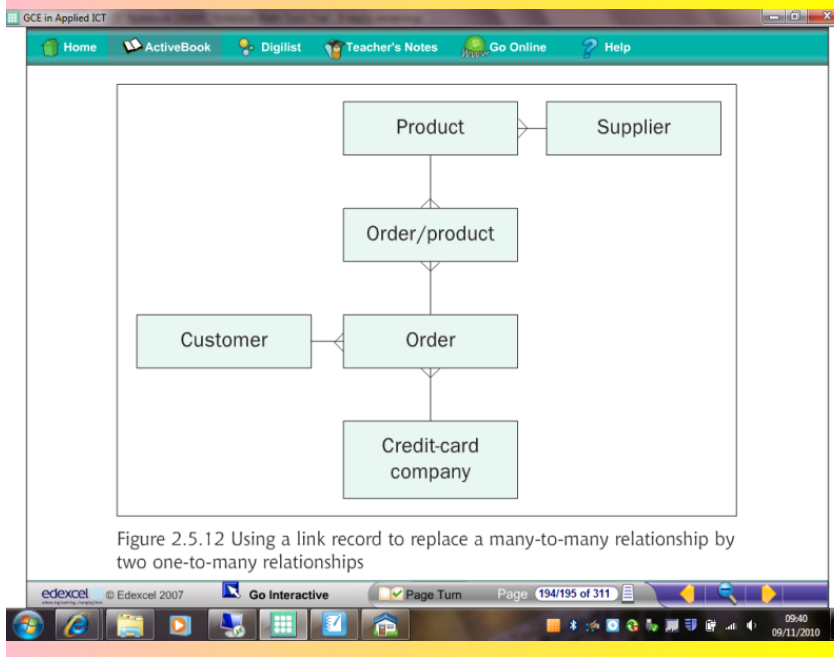 GCE in Applied ICT
Home ActiveBook Digilist Teacher's Notes Go Online Help
Product Supplier
Order/product
Customer Order
Credit-card
company
Figure 2.5.12 Using a link record to replace a many-to-many relationship by
two one-to-many relationships
edexcel © Edexcel 2007 Go Interactive Page Turn Page 194/195 of 311
09:40
09/11/2010